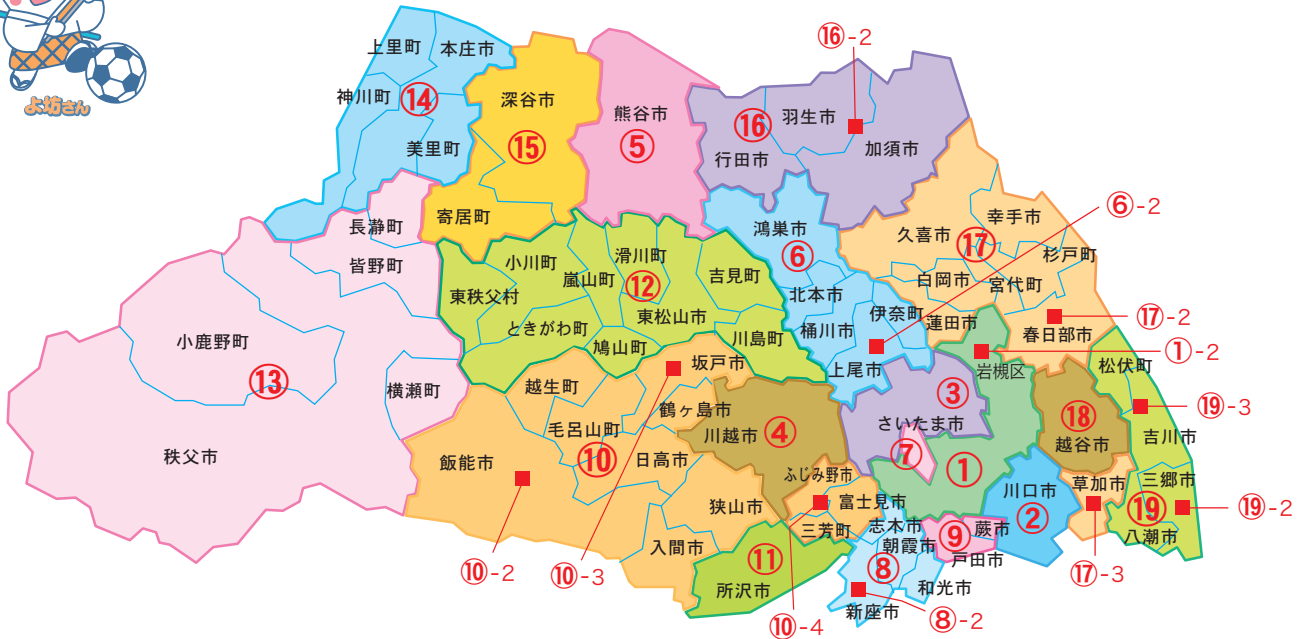 よ坊さん
上里町
本庄市
神川町
⑭
美里町
深谷市
⑮
寄居町
熊谷市
⑤
⑯-2
⑯
羽生市
行田市
加須市
長瀞町
皆野町
小鹿野町
⑬
横瀬町
秩父市
小川町
嵐山町
滑川町
⑫
吉見町
東秩父村
ときがわ町
東松山市
鳩山町
川島町
鴻巣市
⑥
北本市
桶川市
伊奈町
上尾市
⑥-2
久喜市
⑰
幸手市
杉戸町
白岡市
宮代町
蓮田市
春日部市
⑰-2
①-2
岩槻区
③
さいたま市
⑦
①
松伏町
⑲-3
⑱
越谷市
吉川市
三郷市
⑲
⑲-2
八潮市
草加市
⑰-3
川口市
②
⑨
蕨市
戸田市
越生町
坂戸市
鶴ヶ島市
毛呂山町
⑩
日高市
飯能市
狭山市
入間市
川越市
④
ふじみ野市
富士見市
三芳町
志木市
朝霞市
⑧
和光市
新座市
⑪
所沢市
⑩-2
⑩-3
⑩-4
⑧-2